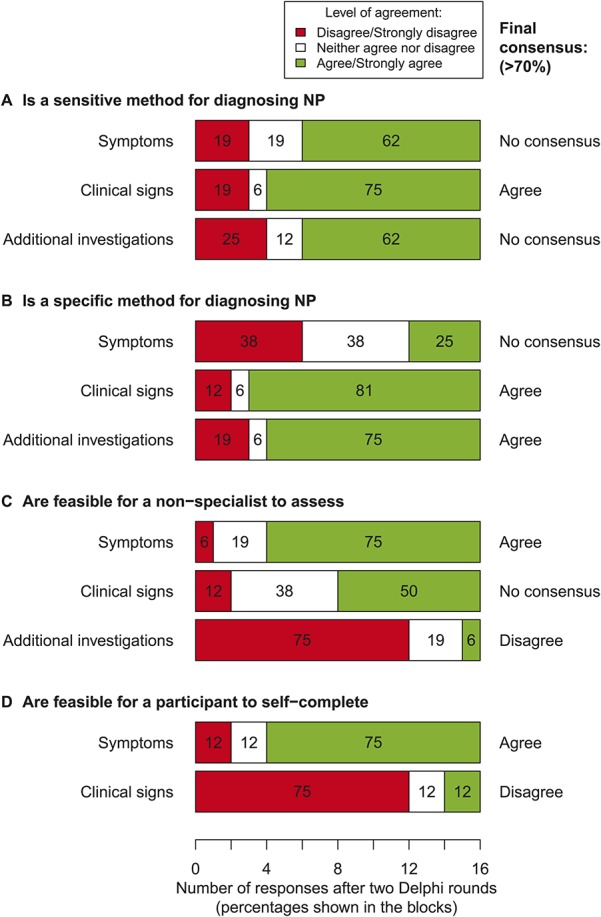 Level of agreement:
Disagree/Strongly disagree
Neither agree nor disagree
Agree/Strongly agree
Final
consensus:
(>70%)
A Is a sensitive method for diagnosing NP
Symptoms 19 19 62 No consensus
Clinical signs 19 6 75 Agree
Additional investigations 25 12 62 No consensus
B Is a specific method for diagnosing NP
Symptoms 38 38 25 No consensus
Clinical signs 12 6 81 Agree
Additional investigations 19 6 75 Agree
C Are feasible for a non−specialist to assess
Symptoms 6 19 75 Agree
Clinical signs 12 38 50 No consensus
Additional investigations 75 19 6 Disagree
D Are feasible for a participant to self−complete
Symptoms 12 12 75 Agree
Clinical signs 75 12 12 Disagree
0 4 8 12 16
Number of responses after two Delphi rounds
(percentages shown in the blocks)